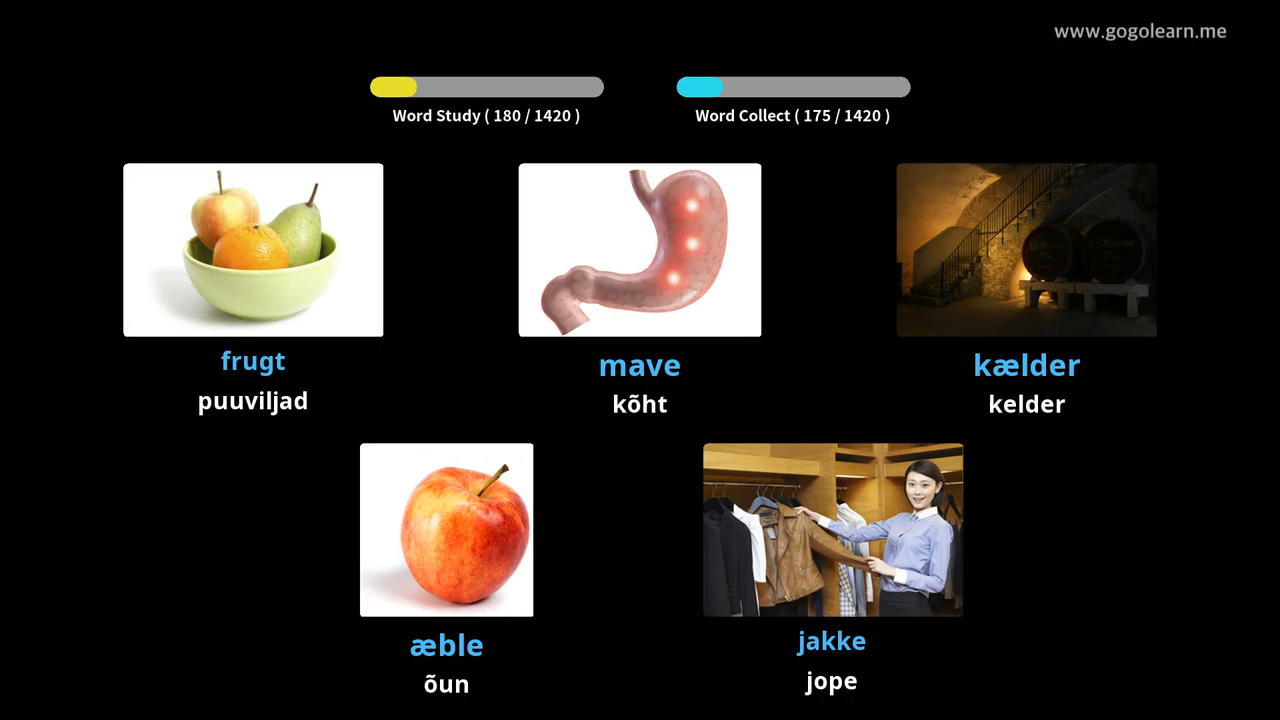 www.gogolearn.me
Word Study ( 180 / 1420 )
Word Collect ( 175 / 1420 )
frugt
puuviljad
mave
kõht
kælder
kelder
æble
õun
jakke
jope